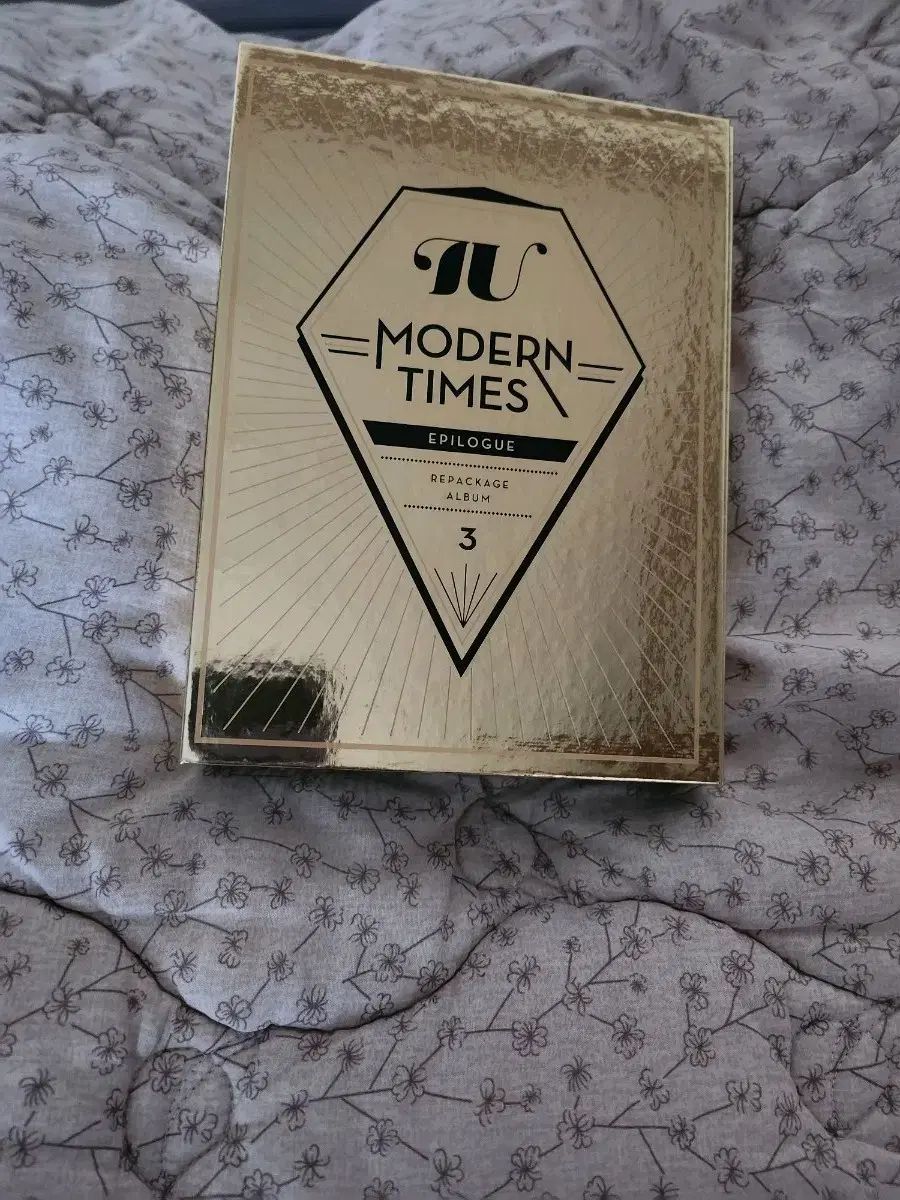 IU
MODERN
TIMES
EPILOGUE
REPACKAGE
ALBUM
3